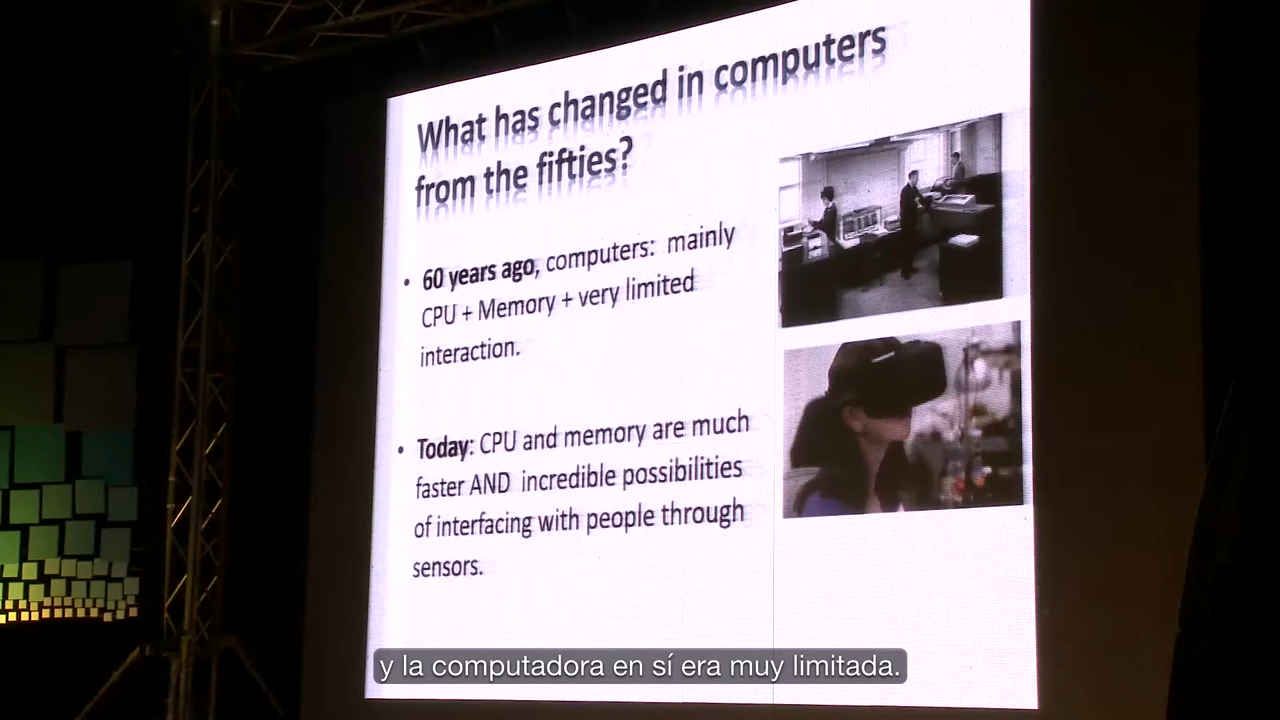 What has changed in computers
from the fifties?
• 60 years ago, computers: mainly
CPU + Memory + very limited
interaction.
• Today: CPU and memory are much
faster AND incredible possibilities
of interfacing with people through
sensors.
y la computadora en sí era muy limitada.